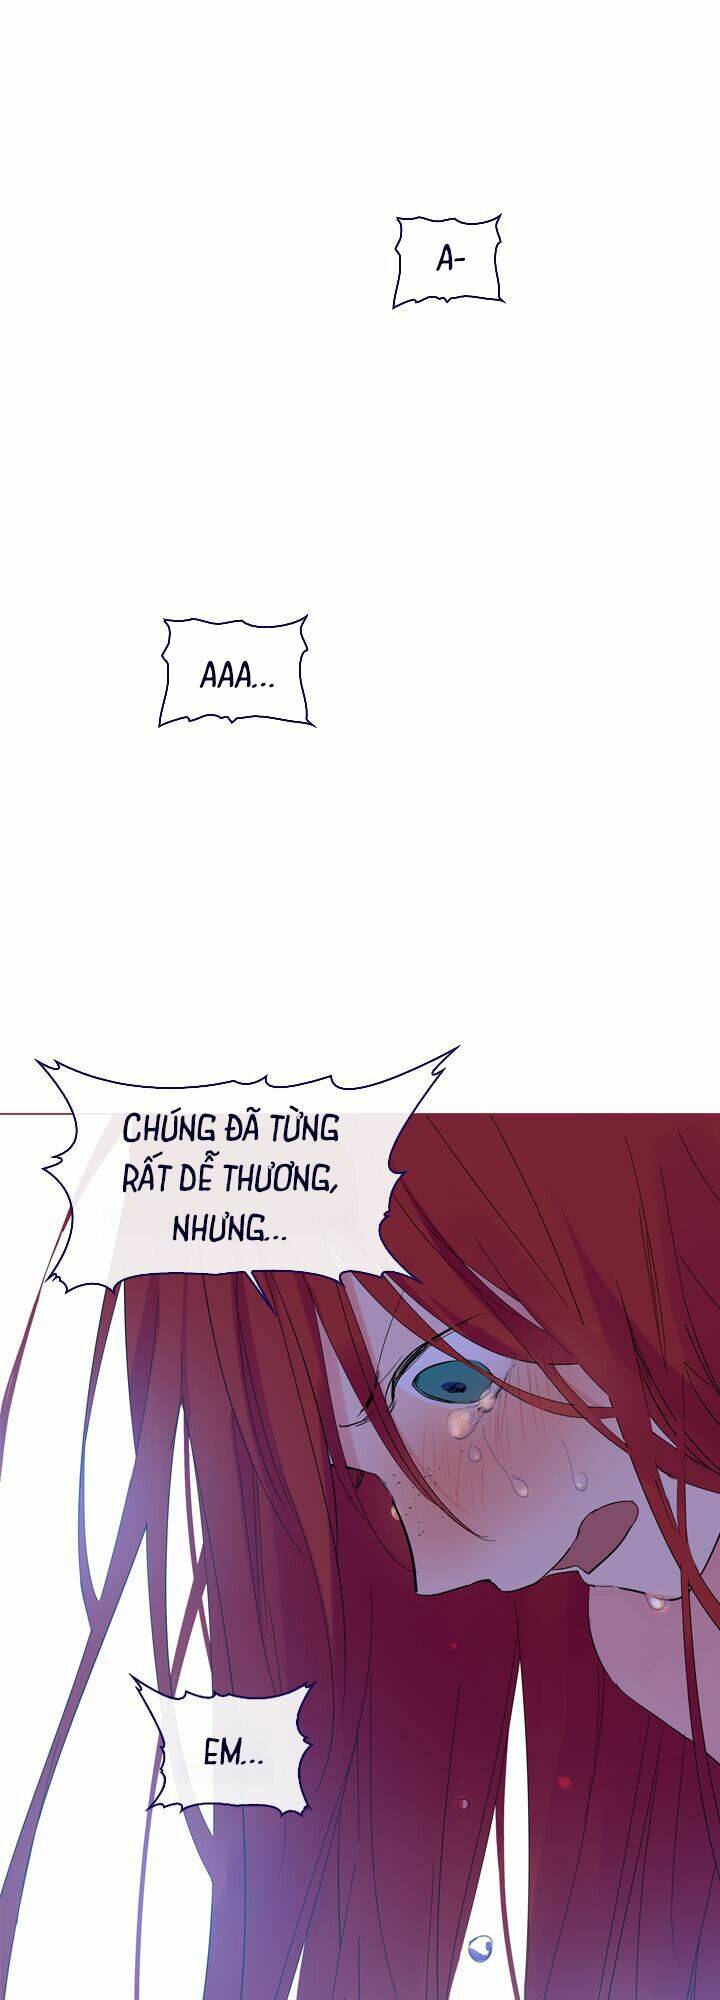 A-
AAA...
CHÚNG ĐÃ TỪNG
RẤT DỄ THƯƠNG,
NHƯNG...
EM...